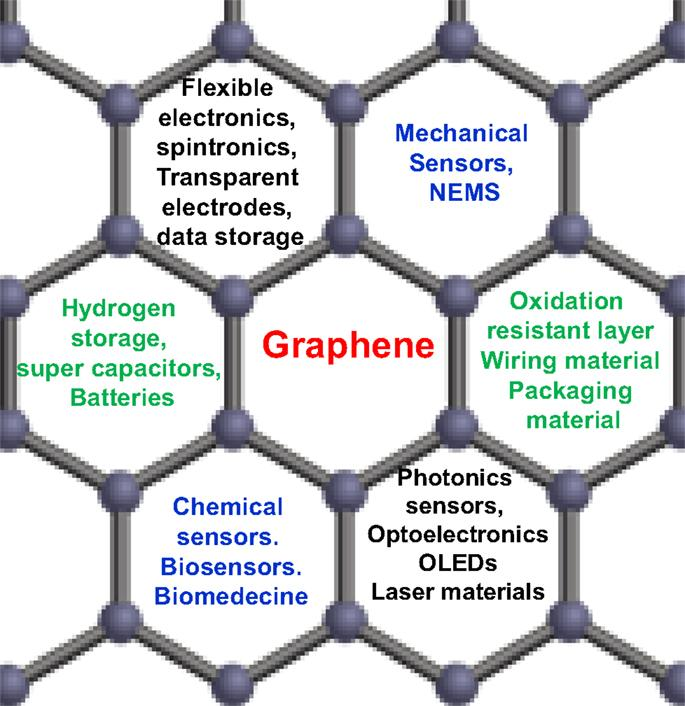 Flexible
electronics,
spintronics,
Transparent
electrodes,
data storage
Mechanical
Sensors,
NEMS
Hydrogen
storage,
super capacitors,
Batteries
Graphene
Oxidation
resistant layer
Wiring material
Packaging
material
Chemical
sensors.
Biosensors.
Biomedecine
Photonics
sensors,
Optoelectronics
OLEDs
Laser materials